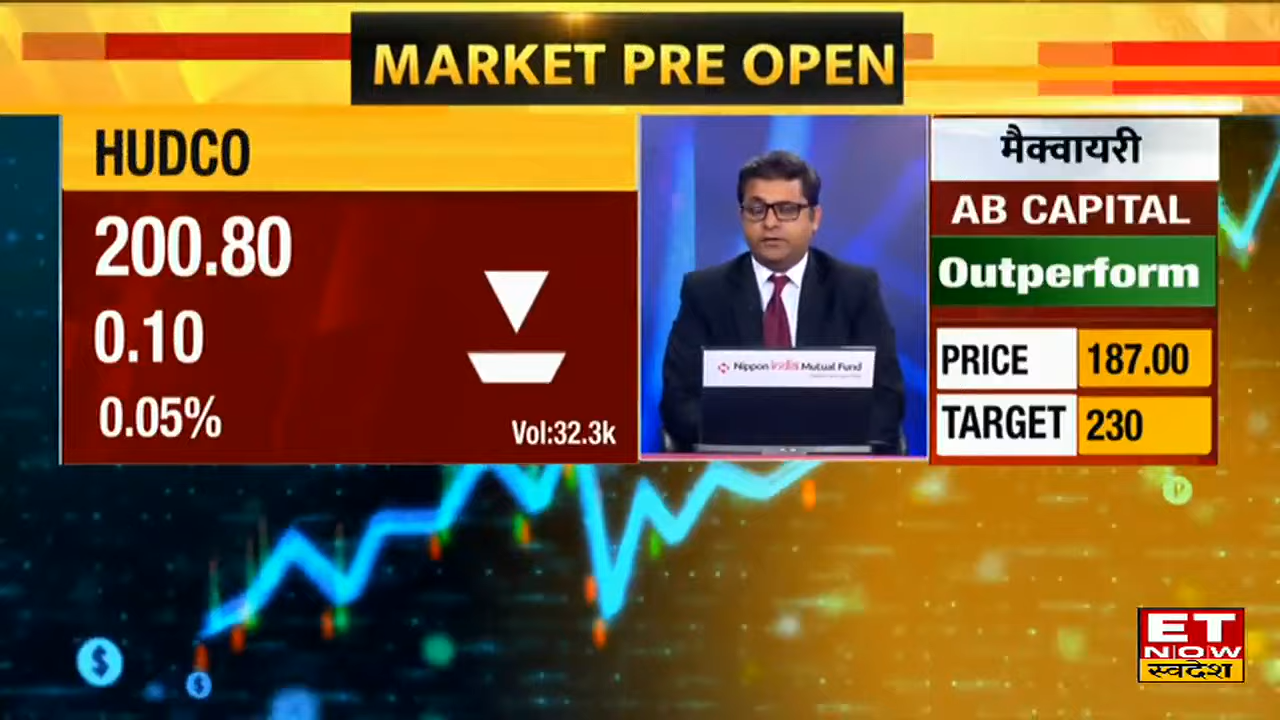 MARKET PRE OPEN
HUDCO
200.80
0.10
0.05%
Vol:32.3k
Nippon india Mutual Fund
मैक्वायरी
AB CAPITAL
Outperform
PRICE 187.00
TARGET 230
ET
NOW
स्वदेश